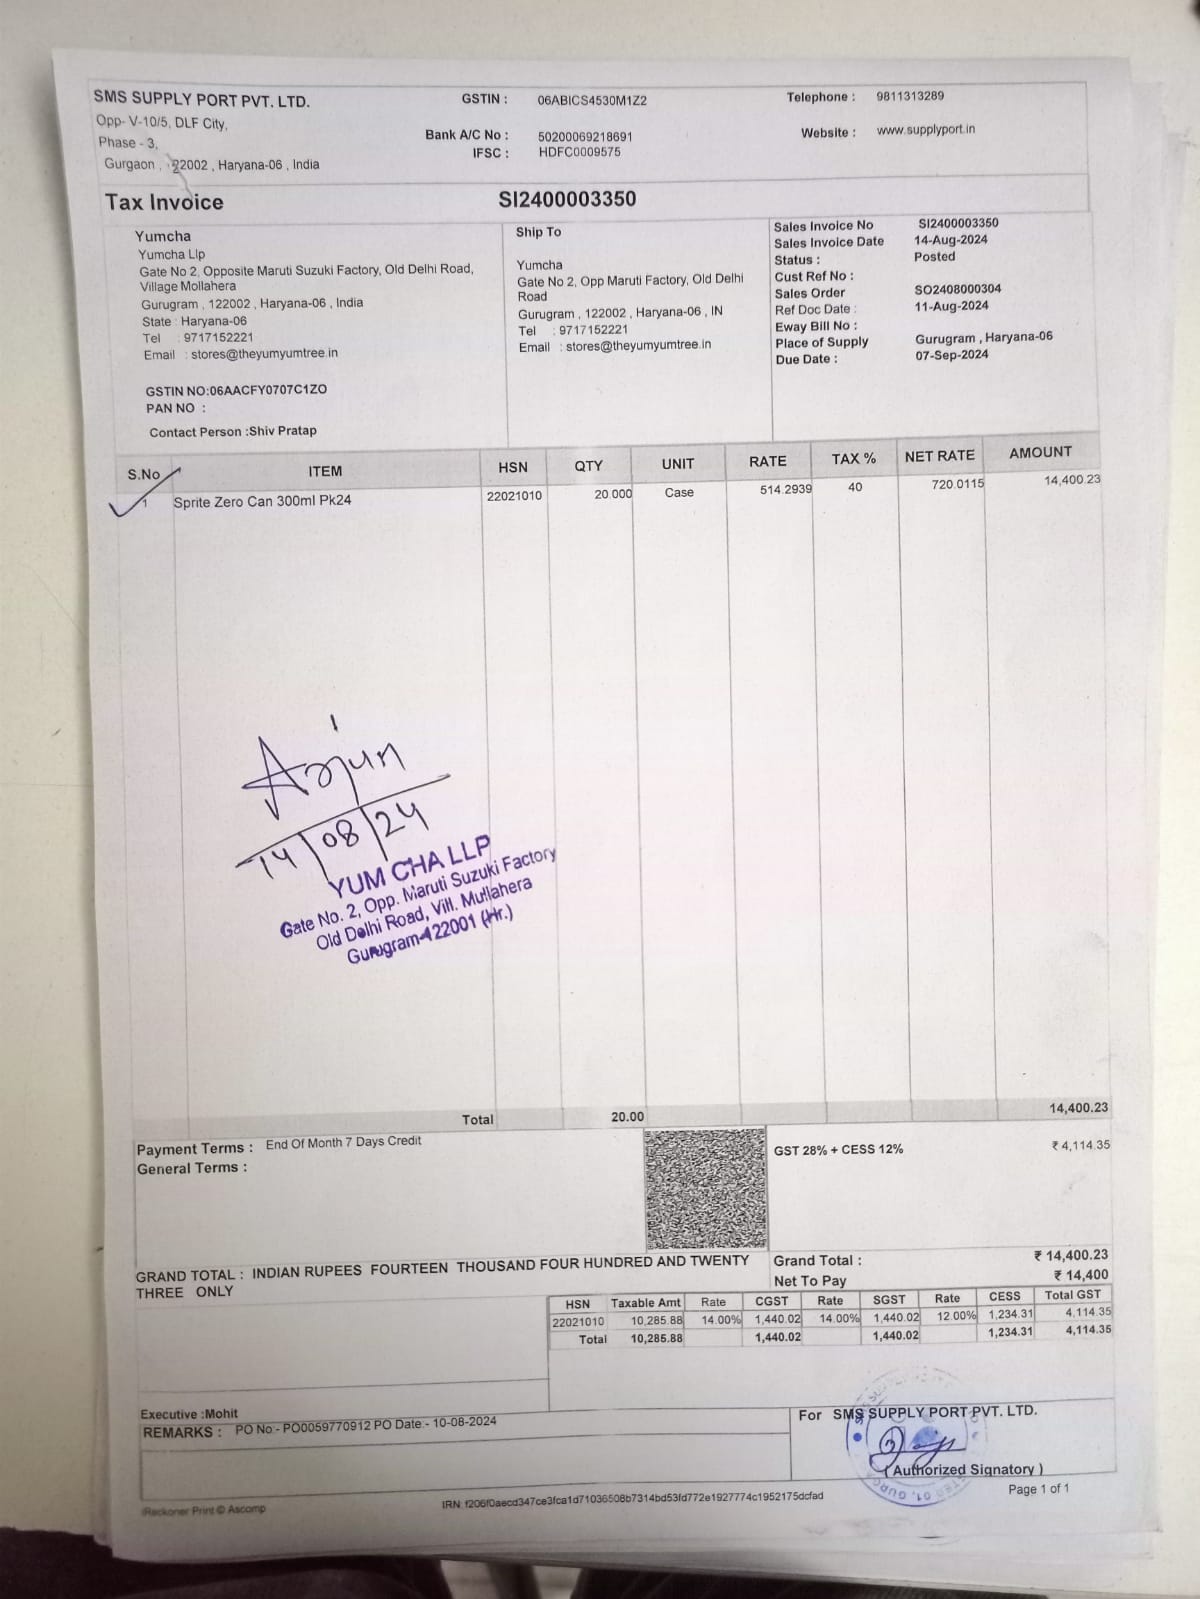 SMS SUPPLY PORT PVT. LTD.
Opp- V-10/5, DLF City,
Phase - 3,
Gurgaon , 122002 , Haryana-06 , India
GSTIN : 06ABICS4530M1Z2
Bank A/C No : 50200069218691
IFSC : HDFC0009575
Telephone : 9811313289
Website : www.supplyport.in
Tax Invoice SI2400003350
Yumcha
Yumcha Llp
Gate No 2, Opposite Maruti Suzuki Factory, Old Delhi Road,
Village Mollahera
Gurugram , 122002 , Haryana-06 , India
State : Haryana-06
Tel : 9717152221
Email : stores@theyumyumtree.in
GSTIN NO:06AACFY0707C1ZO
PAN NO :
Contact Person :Shiv Pratap
Ship To
Yumcha
Gate No 2, Opp Maruti Factory, Old Delhi
Road
Gurugram , 122002 , Haryana-06 , IN
Tel : 9717152221
Email : stores@theyumyumtree.in
Sales Invoice No SI2400003350
Sales Invoice Date 14-Aug-2024
Status : Posted
Cust Ref No :
Sales Order SO2408000304
Ref Doc Date : 11-Aug-2024
Eway Bill No :
Place of Supply Gurugram , Haryana-06
Due Date : 07-Sep-2024
S.No ITEM HSN QTY UNIT RATE TAX % NET RATE AMOUNT
1 Sprite Zero Can 300ml Pk24 22021010 20.000 Case 514.2939 40 720.0115 14,400.23
Arjun
14/08/24
YUM CHA LLP
Gate No. 2, Opp. Maruti Suzuki Factory
Old Delhi Road, Vill. Mullahera
Gurugram-122001 (Hr.)
Total 20.00 14,400.23
Payment Terms : End Of Month 7 Days Credit
General Terms :
GST 28% + CESS 12% ₹ 4,114.35
GRAND TOTAL : INDIAN RUPEES FOURTEEN THOUSAND FOUR HUNDRED AND TWENTY
THREE ONLY
Grand Total : ₹ 14,400.23
Net To Pay ₹ 14,400
HSN Taxable Amt Rate CGST Rate SGST Rate CESS Total GST
22021010 10,285.88 14.00% 1,440.02 14.00% 1,440.02 12.00% 1,234.31 4,114.35
Total 10,285.88 1,440.02 1,440.02 1,234.31 4,114.35
Executive :Mohit
REMARKS : PO No:- PO0059770912 PO Date:- 10-08-2024
For SMS SUPPLY PORT PVT. LTD.
( Authorized Signatory )
iReckoner Print © Ascomp
IRN: f206f0aecd347ce3fca1d71036508b7314bd53fd772e1927774c1952175dcfad
Page 1 of 1